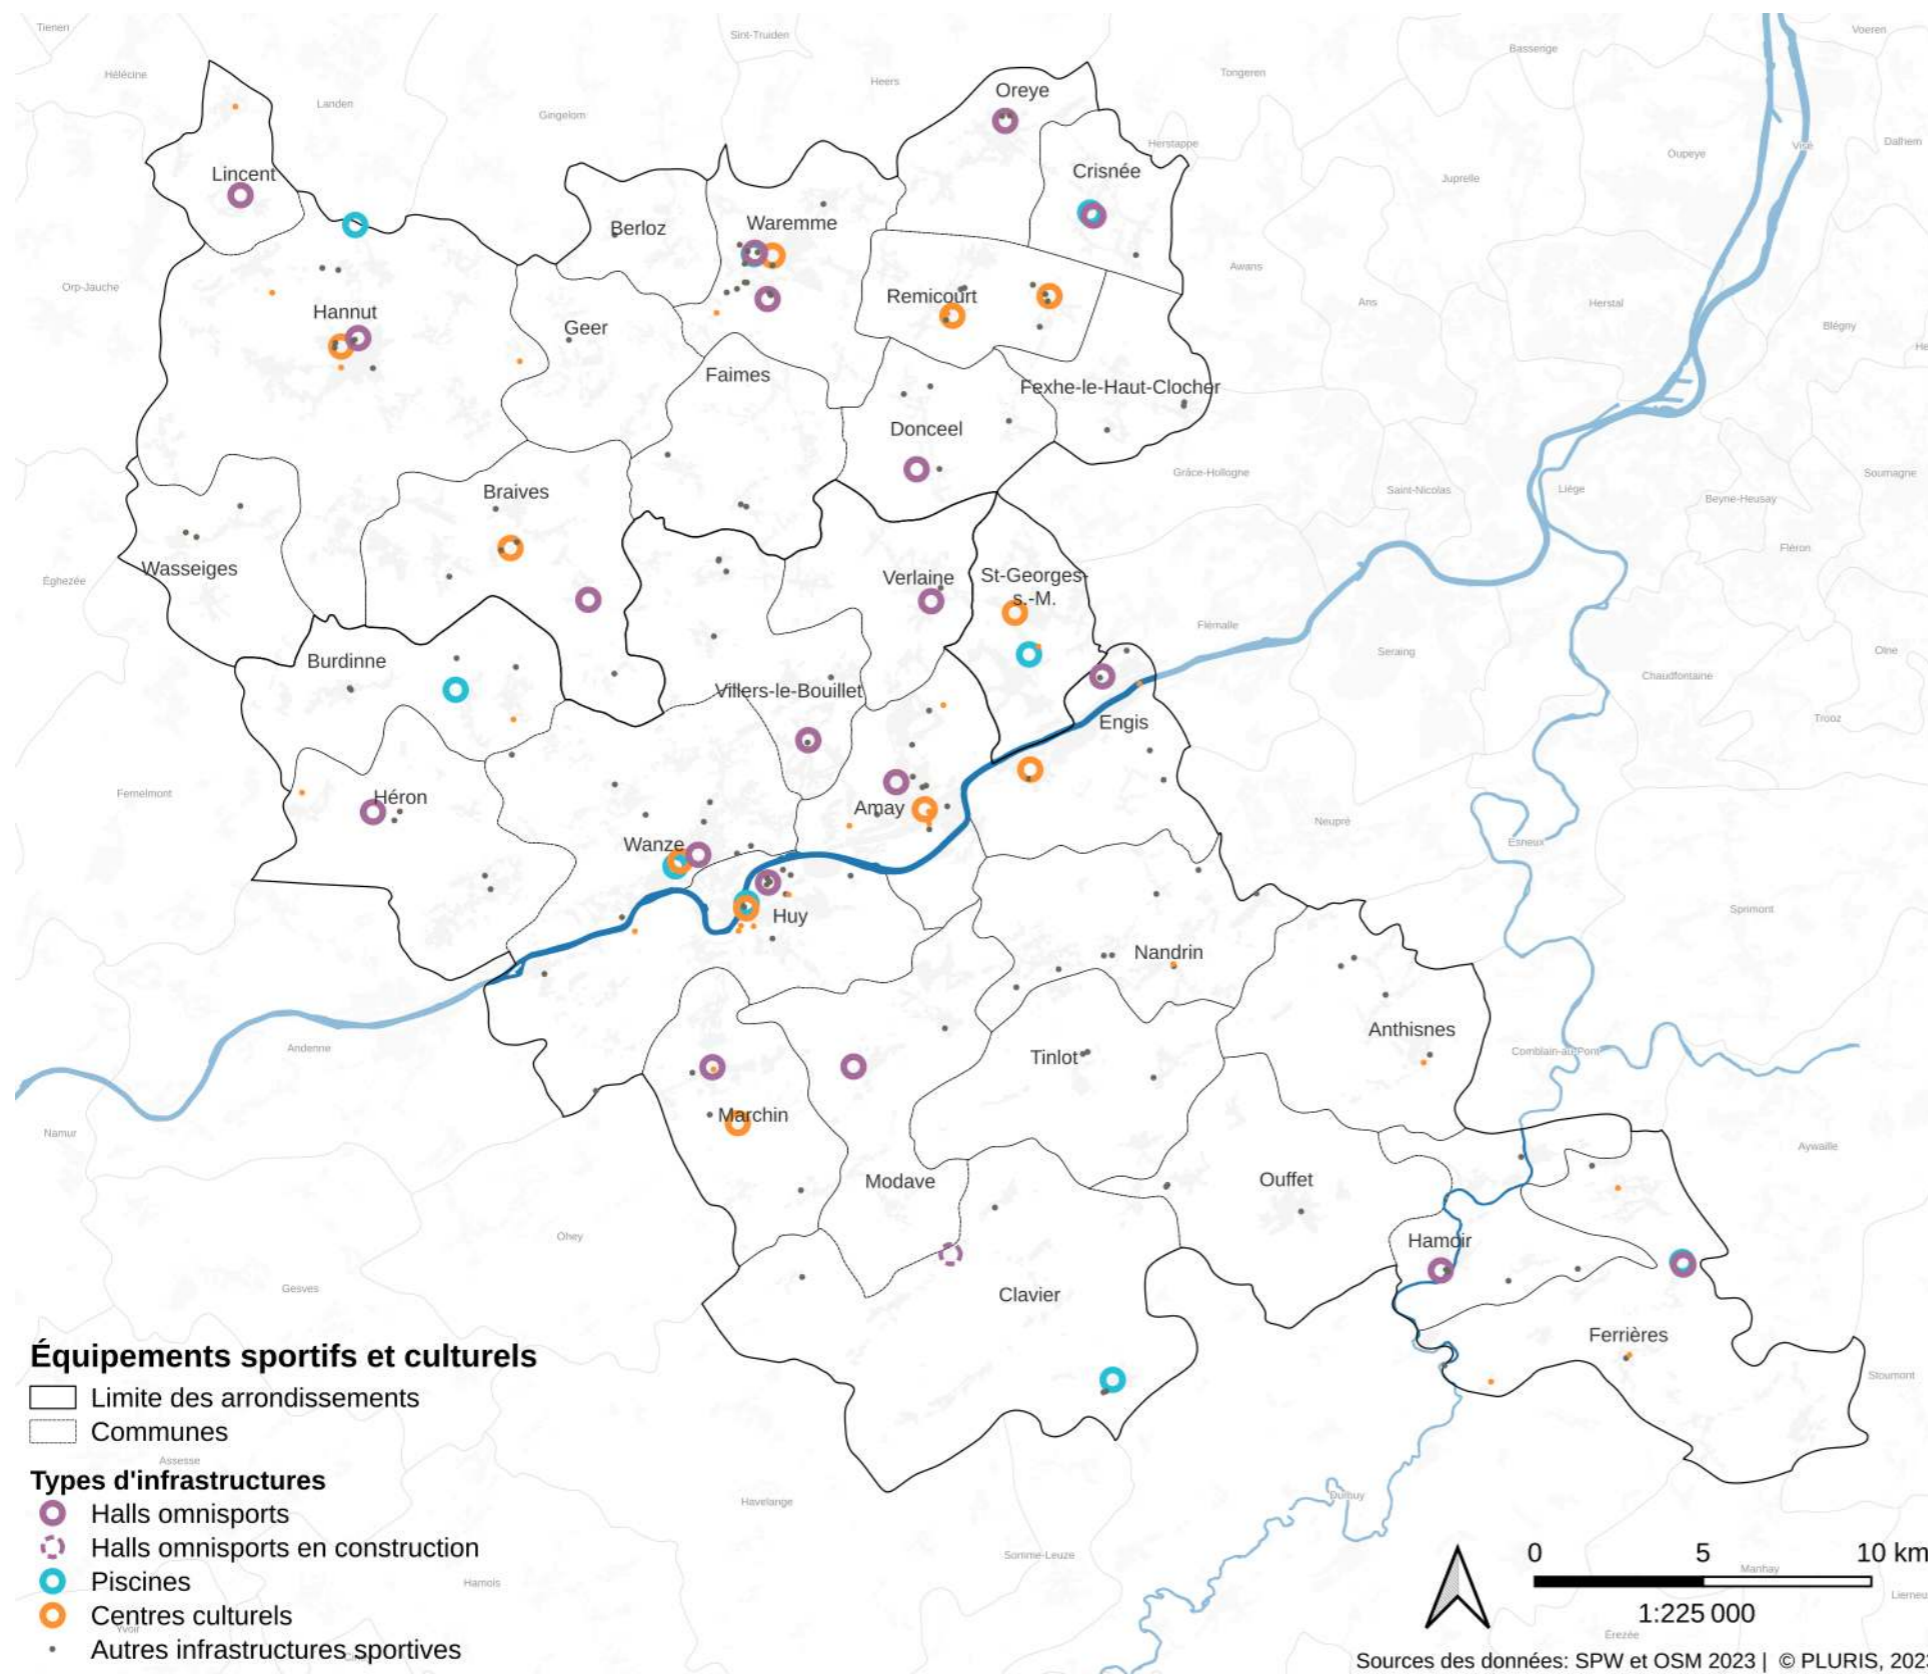 Tienen
Sint-Truiden
Voeren
Bassenge
Hélécine
Heers
Tongeren
Landen
Oreye
Gingelom
Herstappe
Visé
Dalhem
Oupeye
Lincent
Crisnée
Juprelle
Berloz
Waremme
Awans
Orp-Jauche
Remicourt
Ans
Herstal
Hannut
Geer
Blégny
Faimes
Fexhe-le-Haut-Clocher
Donceel
Grâce-Hollogne
Soumagne
Braives
Saint-Nicolas
Liège
Beyne-Heusay
Fléron
Wasseiges
Éghezée
Verlaine
St-Georges-
s.-M.
Flémalle
Seraing
Olne
Burdinne
Chaudfontaine
Villers-le-Bouillet
Engis
Trooz
Fernelmont
Héron
Amay
Neupré
Wanze
Esneux
Huy
Sprimont
Nandrin
Anthisnes
Andenne
Tinlot
Comblain-au-Pont
Marchin
Namur
Aywaille
Modave
Ouffet
Ohey
Hamoir
Gesves
Clavier
Ferrières
Stoumont
Équipements sportifs et culturels
Limite des arrondissements
Communes
Assesse
Types d'infrastructures
Halls omnisports
Halls omnisports en construction
Piscines
Centres culturels
Autres infrastructures sportives
Yvoir
Hamois
Havelange
Somme-Leuze
Durbuy
0 5 10 km
Manhay
Lierneu
1:225 000
Érezée
Sources des données: SPW et OSM 2023 | © PLURIS, 202